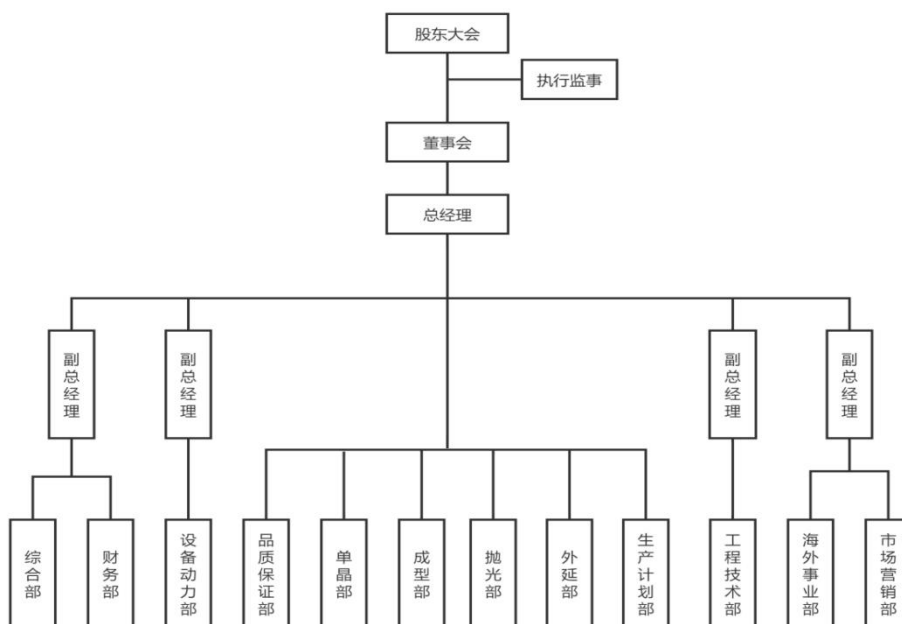 股东大会
执行监事
董事会
总经理
副总经理
副总经理
副总经理
副总经理
综合部
财务部
设备动力部
品质保证部
单晶部
成型部
抛光部
外延部
生产计划部
工程技术部
海外事业部
市场营销部